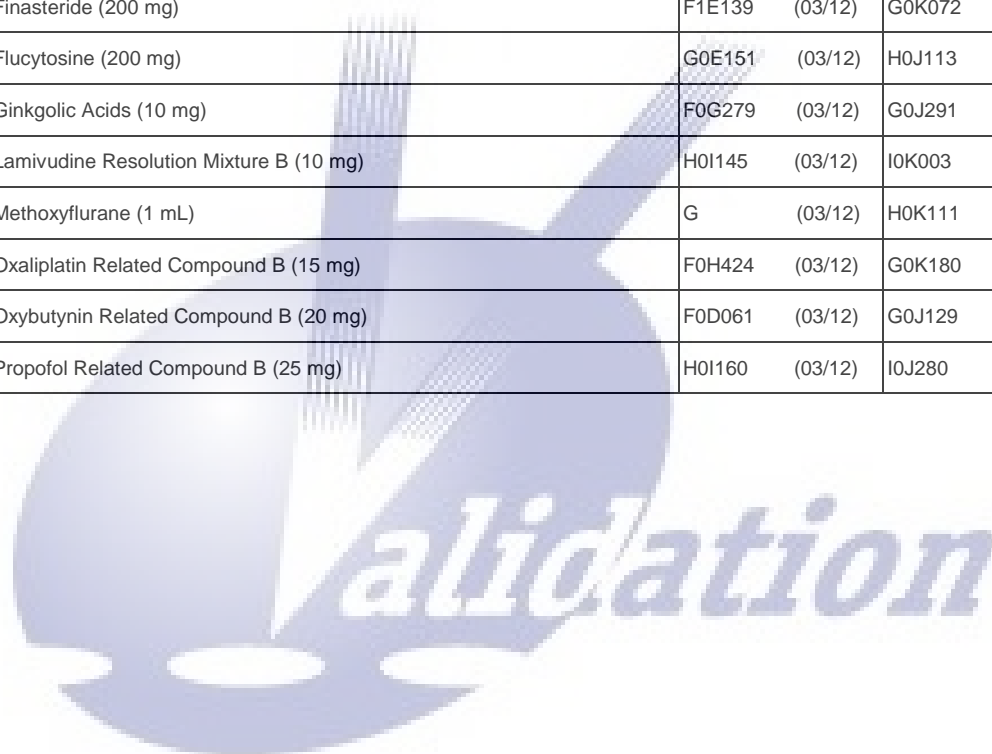 Finasteride (200 mg) F1E139 (03/12) G0K072
Flucytosine (200 mg) G0E151 (03/12) H0J113
Ginkgolic Acids (10 mg) F0G279 (03/12) G0J291
Lamivudine Resolution Mixture B (10 mg) H0I145 (03/12) I0K003
Methoxyflurane (1 mL) G (03/12) H0K111
Oxaliplatin Related Compound B (15 mg) F0H424 (03/12) G0K180
Oxybutynin Related Compound B (20 mg) F0D061 (03/12) G0J129
Propofol Related Compound B (25 mg) H0I160 (03/12) I0J280
Validation